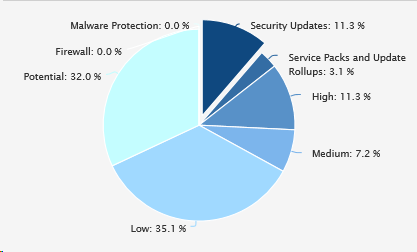 Malware Protection: 0.0 %
Security Updates: 11.3 %
Firewall: 0.0 %
Service Packs and Update
Rollups: 3.1 %
Potential: 32.0 %
High: 11.3 %
Medium: 7.2 %
Low: 35.1 %